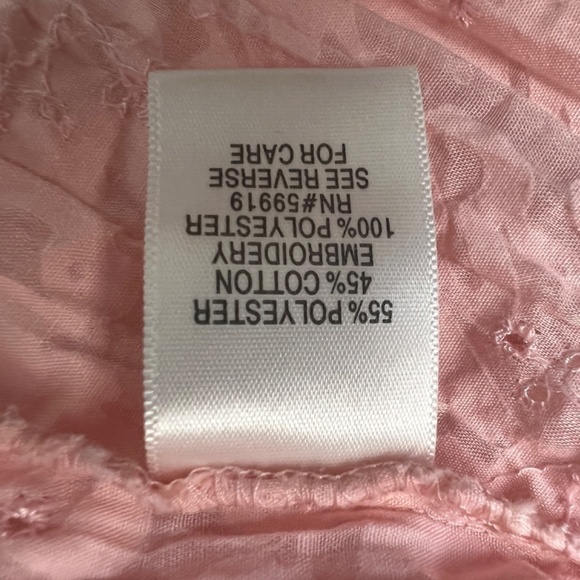 55% POLYESTER
45% COTTON
EMBROIDERY
100% POLYESTER
RN#59919
SEE REVERSE
FOR CARE